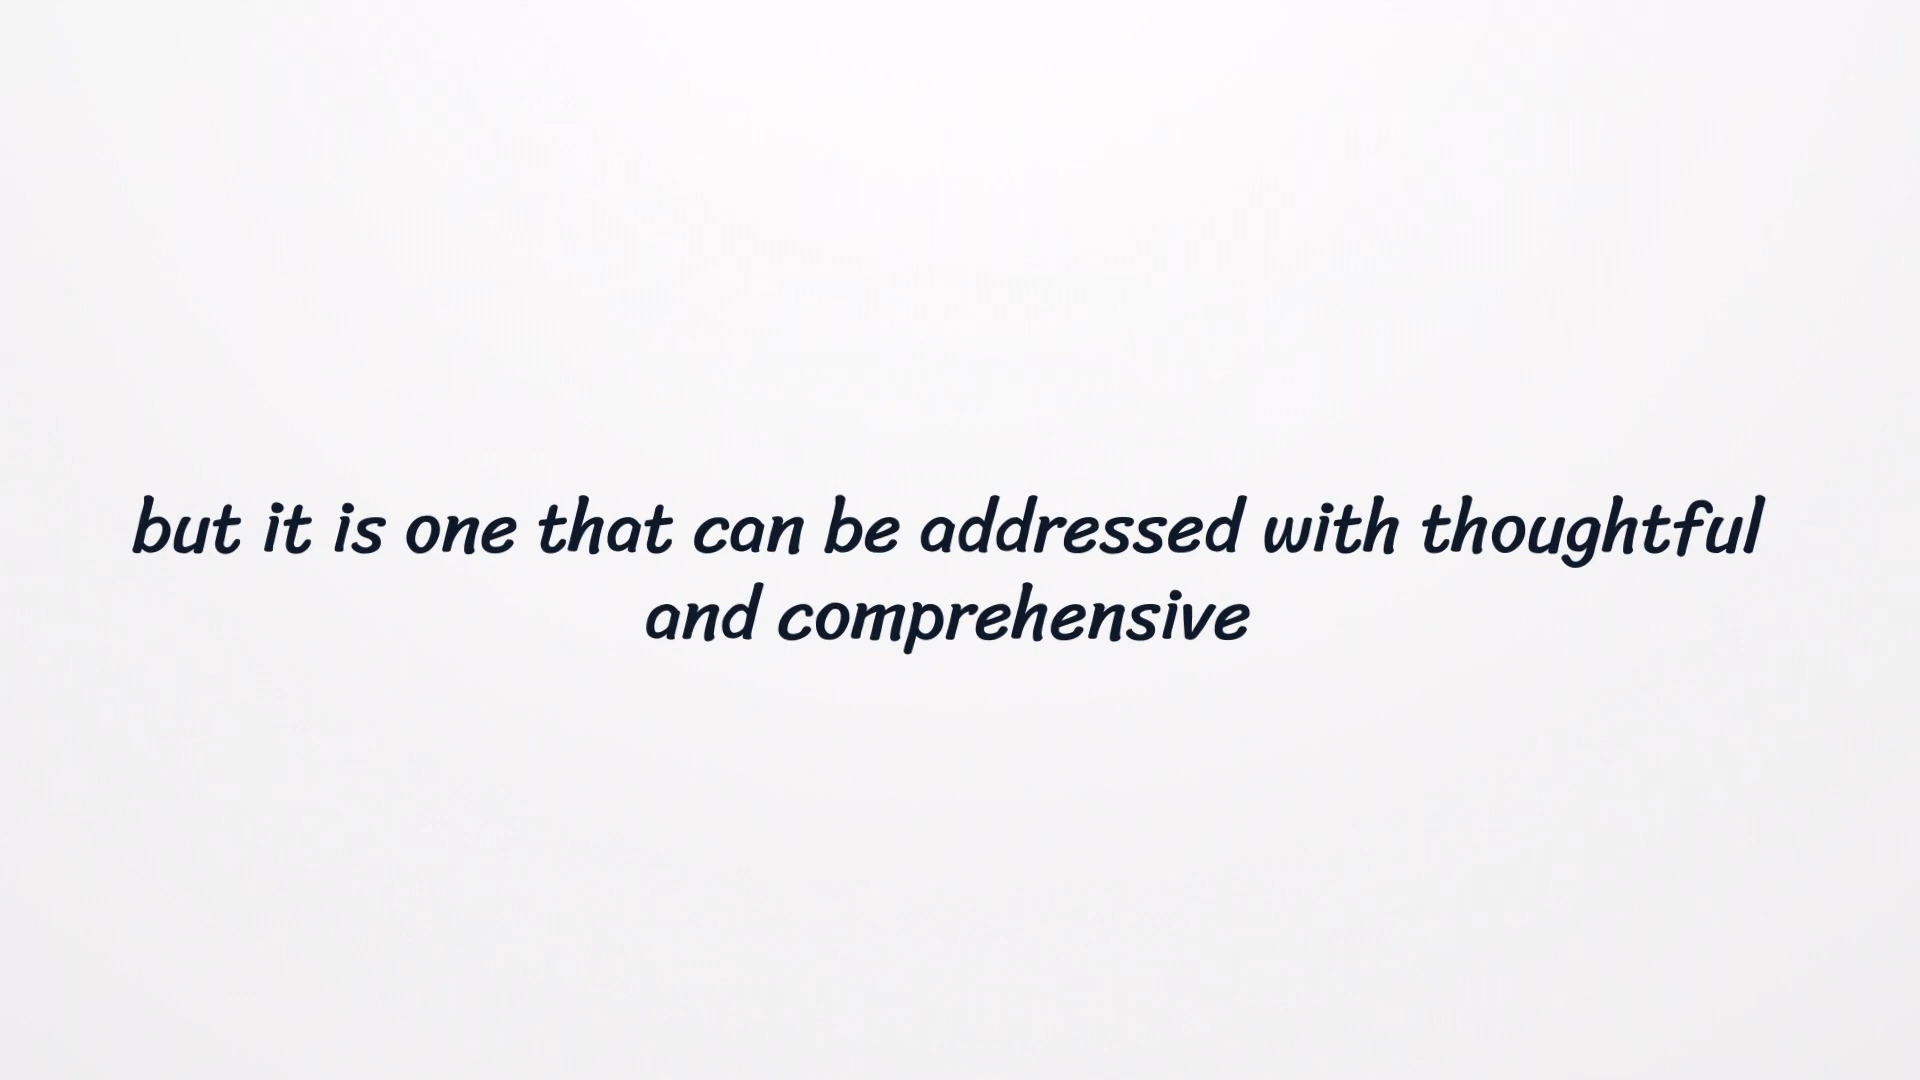 but it is one that can be addressed with thoughtful
and comprehensive